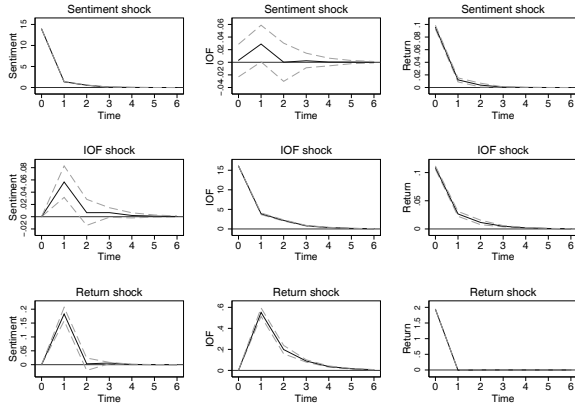 Sentiment shock
Sentiment
0 5 10 15
0 1 2 3 4 5 6
Time
Sentiment shock
IOF
-.04 -.02 0 .02 .04 .06
0 1 2 3 4 5 6
Time
Sentiment shock
Return
0 .02 .04 .06 .08 .1
0 1 2 3 4 5 6
Time
IOF shock
Sentiment
-.02 0 .02 .04 .06 .08
0 1 2 3 4 5 6
Time
IOF shock
IOF
0 5 10 15
0 1 2 3 4 5 6
Time
IOF shock
Return
0 .05 .1
0 1 2 3 4 5 6
Time
Return shock
Sentiment
0 .05 .1 .15 .2
0 1 2 3 4 5 6
Time
Return shock
IOF
0 .2 .4 .6
0 1 2 3 4 5 6
Time
Return shock
Return
0 .5 1 1.5 2
0 1 2 3 4 5 6
Time